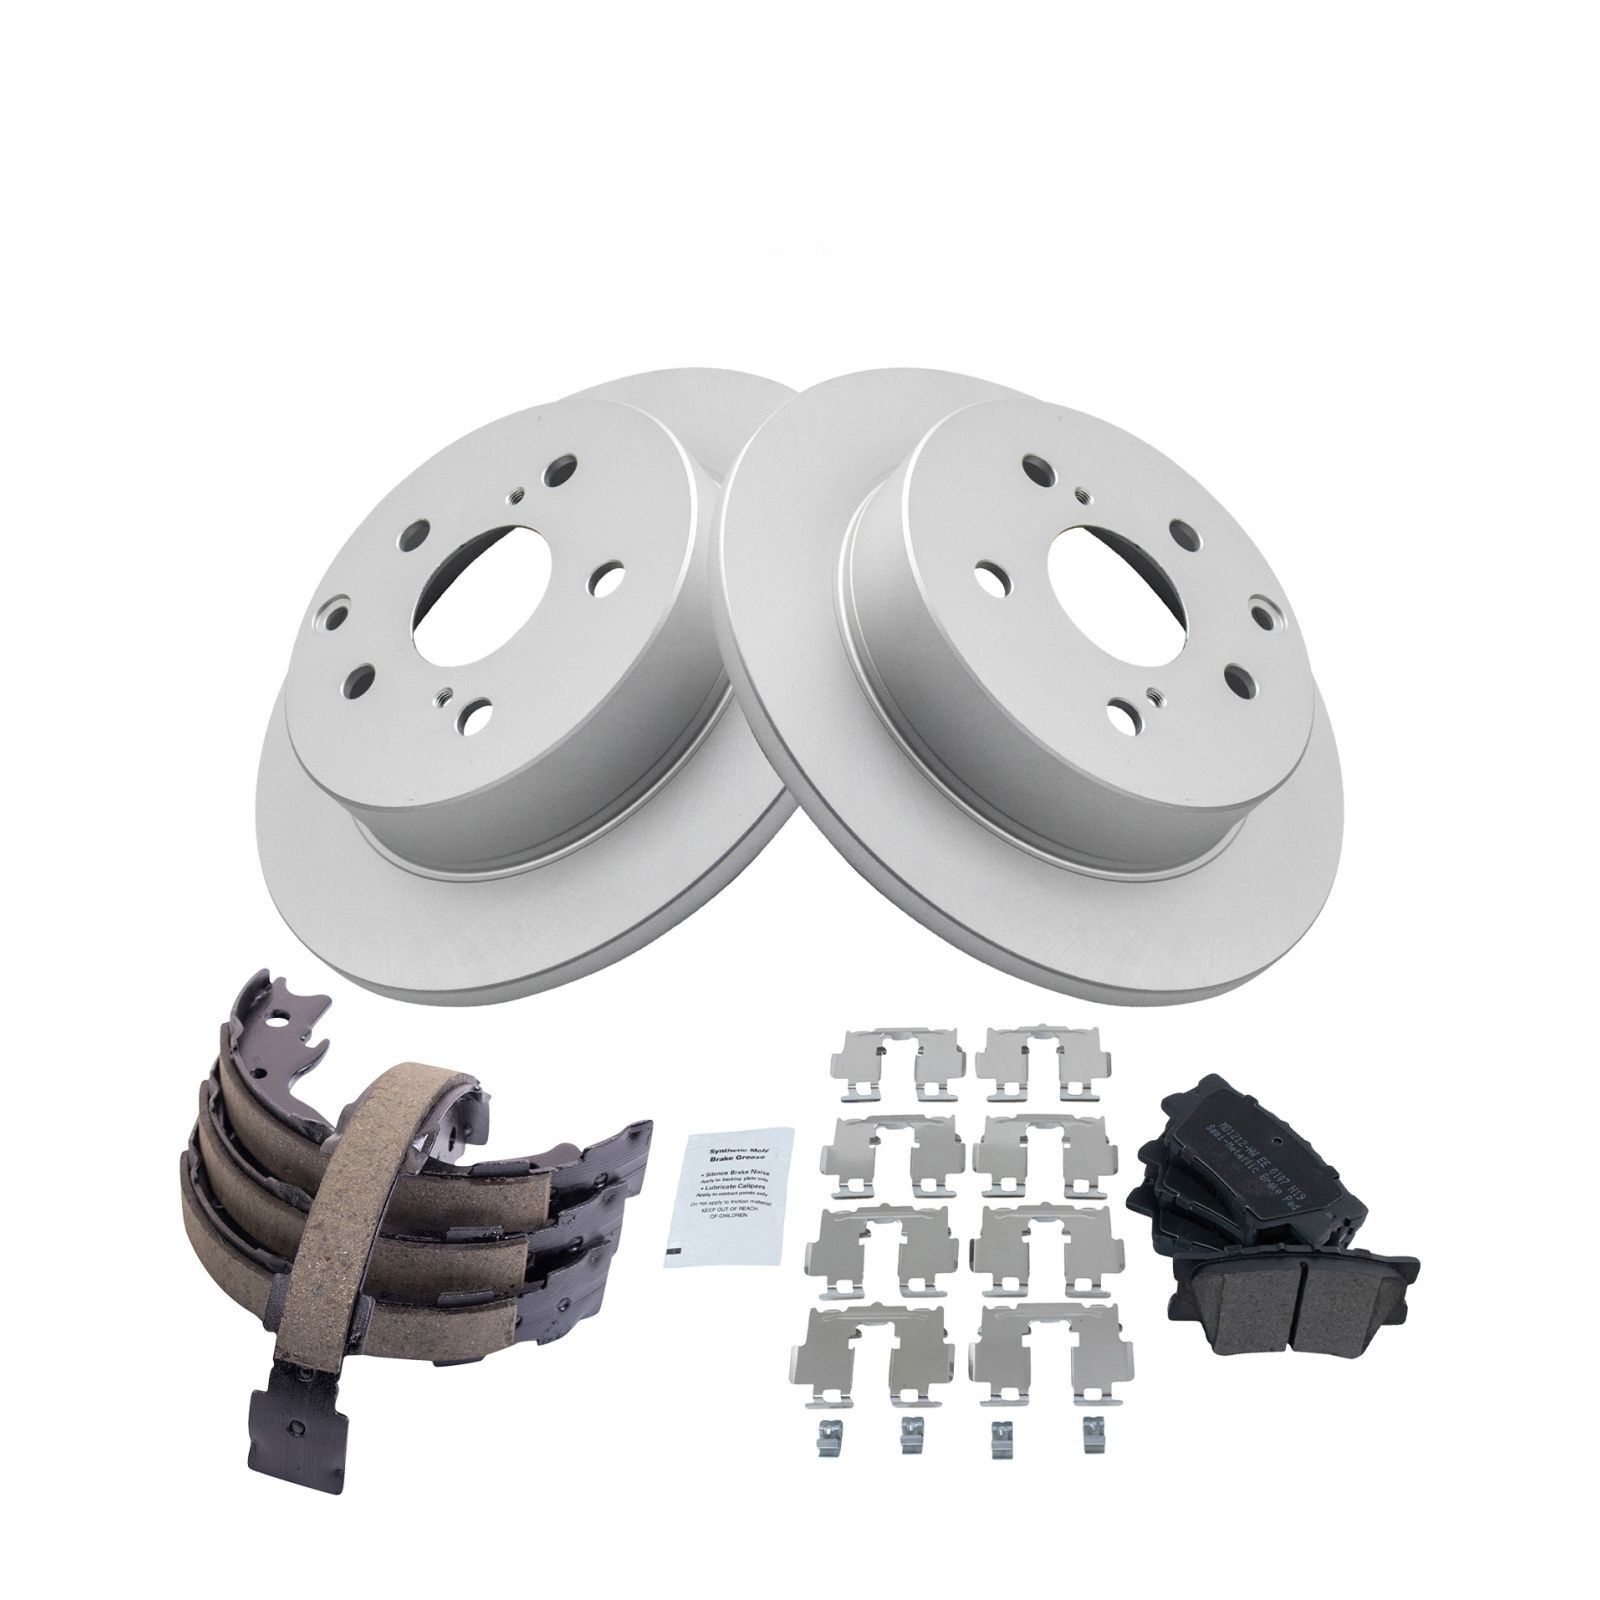 Synthetic Moly
Brake Grease
• Silence Brake Noise
Apply to backing plate only
• Lubricate Calipers
Apply to contact points only
Do not apply to friction material
KEEP OUT OF REACH
OF CHILDREN
MD1212-NW EE 0107 M19
Semi-Metallic Brake Pad